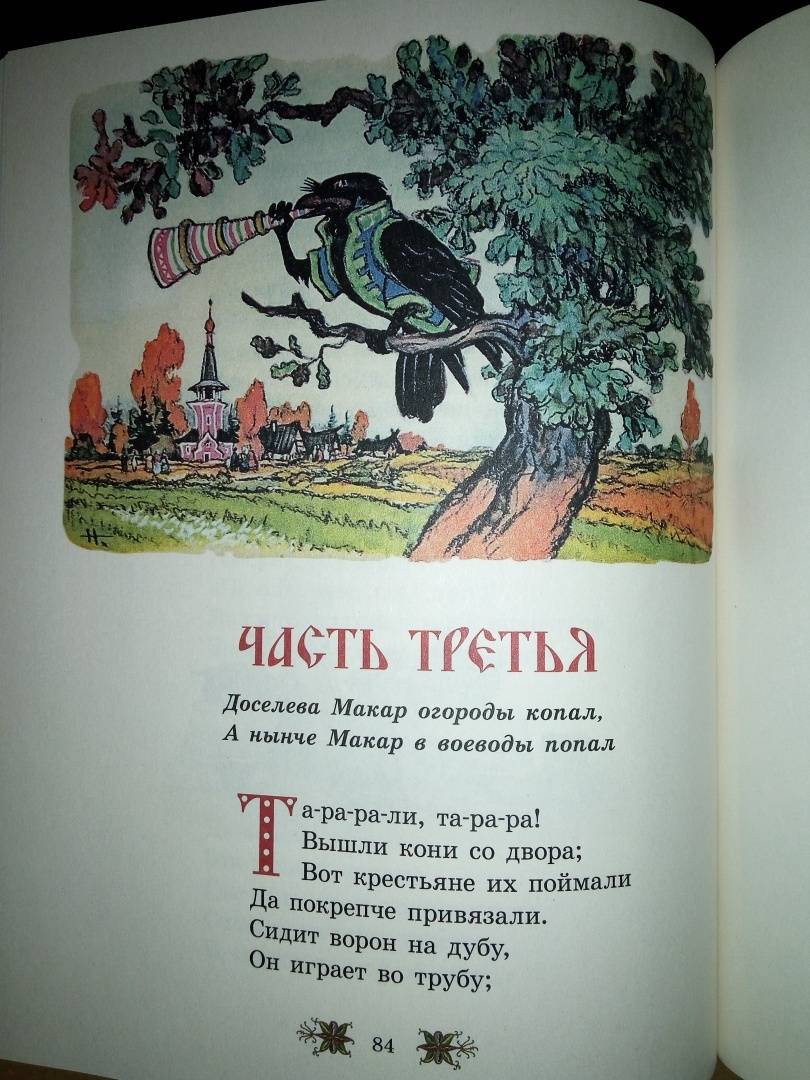 ЧАСТЬ ТРЕТЬЯ
Доселева Макар огороды копал,
А нынче Макар в воеводы попал
Та-ра-ра-ли, та-ра-ра!
Вышли кони со двора;
Вот крестьяне их поймали
Да покрепче привязали.
Сидит ворон на дубу,
Он играет во трубу;
84